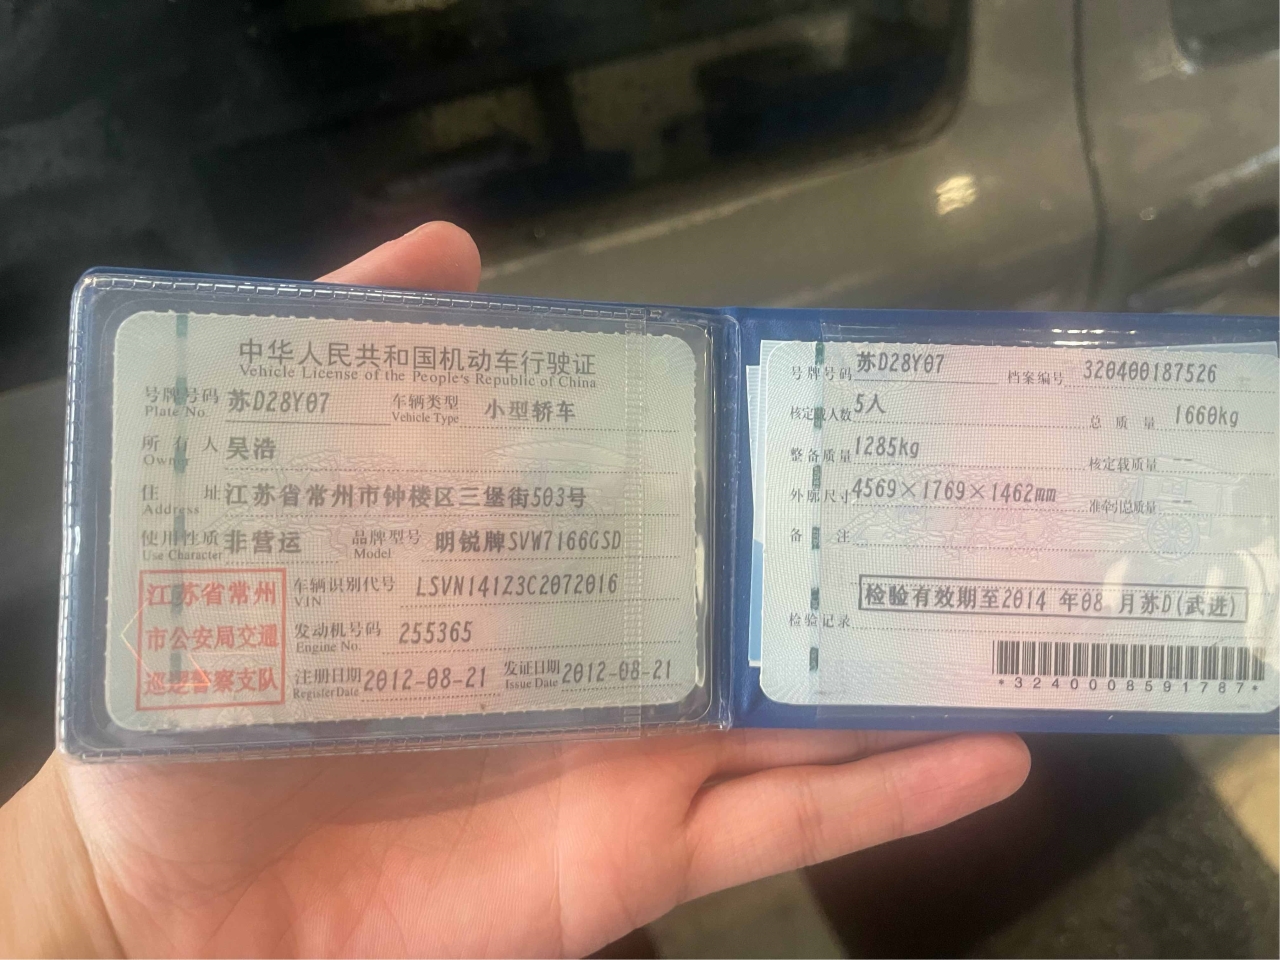 中华人民共和国机动车行驶证
Vehicle License of the People's Republic of China
号牌号码 苏D28Y07 车辆类型 小型轿车
Plate No. Vehicle Type
所有人 吴浩
Owner
住址 江苏省常州市钟楼区三堡街503号
Address
使用性质 非营运 品牌型号 明锐牌SVW7166GSD
Use Character Model
江苏省常州
市公安局交通
巡逻警察支队
车辆识别代号 LSVN141Z3C2072016
VIN
发动机号码 255365
Engine No.
注册日期 2012-08-21 发证日期 2012-08-21
Register Date Issue Date
号牌号码 苏D28Y07 档案编号 320400187526
核定载人数 5人 总质量 1660kg
整备质量 1285kg 核定载质量 --
外廓尺寸 4569×1769×1462mm 准牵引总质量 --
备注
检验有效期至2014 年08 月苏D(武进)
检验记录
*3240008591787*